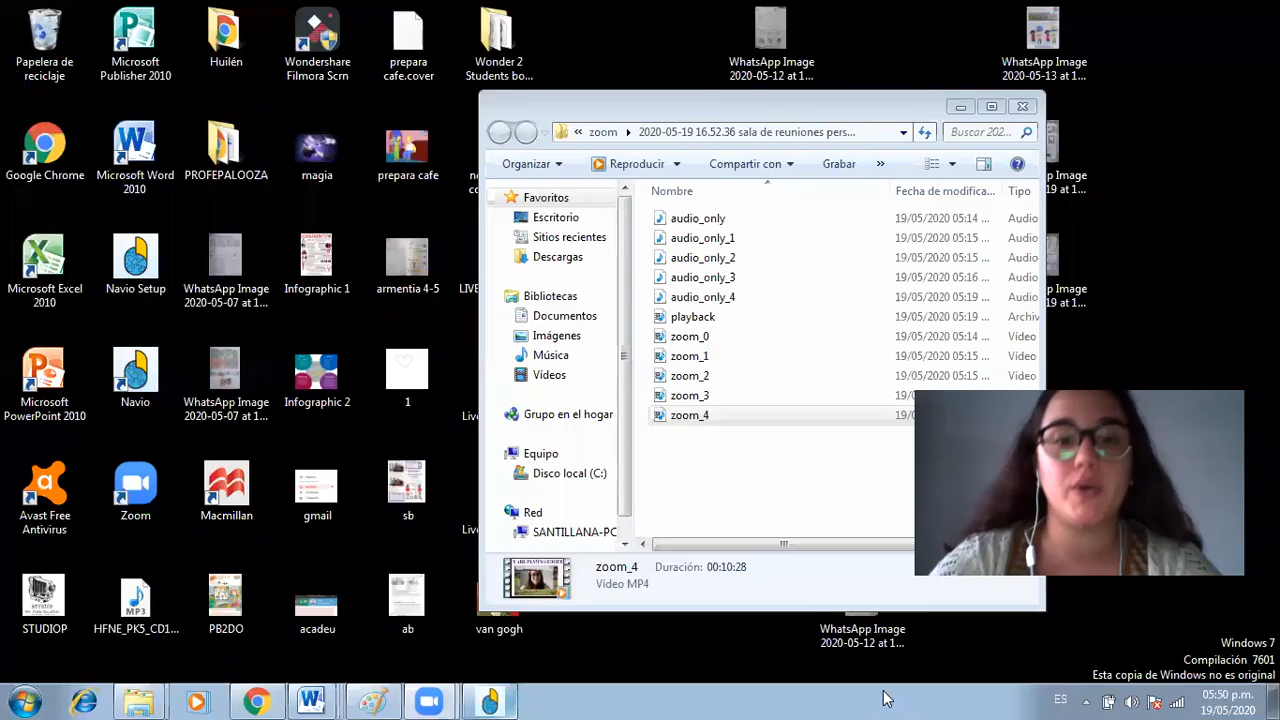 Papelera de
reciclaje
Microsoft
Publisher 2010
Huilén
Wondershare
Filmora Scrn
prepara
cafe.cover
Wonder 2
Students bo...
WhatsApp Image
2020-05-12 at 1...
WhatsApp Image
2020-05-13 at 1...
Google Chrome
Microsoft Word
2010
PROFEPALOOZA
magia
prepara cafe
Microsoft Excel
2010
Navio Setup
WhatsApp Image
2020-05-07 at 1...
Infographic 1
armentia 4-5
Microsoft
PowerPoint 2010
Navio
WhatsApp Image
2020-05-07 at 1...
Infographic 2
1
Avast Free
Antivirus
Zoom
Macmillan
gmail
sb
STUDIOP
MP3
HFNE_PK5_CD1...
PB2DO
acadeu
ab
van gogh
WhatsApp Image
2020-05-12 at 1...
« zoom 2020-05-19 16.52.36 sala de reuniones pers...
Buscar 202...
Organizar
Reproducir
Compartir con
Grabar
»
Nombre
Fecha de modifica...
Tipo
Favoritos
Escritorio
Sitios recientes
Descargas
Bibliotecas
Documentos
Imágenes
Música
Vídeos
Grupo en el hogar
Equipo
Disco local (C:)
Red
SANTILLANA-PC
audio_only 19/05/2020 05:14 ... Audio
audio_only_1 19/05/2020 05:15 ... Audio
audio_only_2 19/05/2020 05:15 ... Audio
audio_only_3 19/05/2020 05:16 ... Audio
audio_only_4 19/05/2020 05:19 ... Audio
playback 19/05/2020 05:19 ... Archiv
zoom_0 19/05/2020 05:14 ... Vídeo
zoom_1 19/05/2020 05:15 ... Vídeo
zoom_2 19/05/2020 05:15 ... Vídeo
zoom_3 19/0
zoom_4 19/0
zoom_4 Duración: 00:10:28
Vídeo MP4
Windows 7
Compilación 7601
Esta copia de Windows no es original
ES
05:50 p.m.
19/05/2020